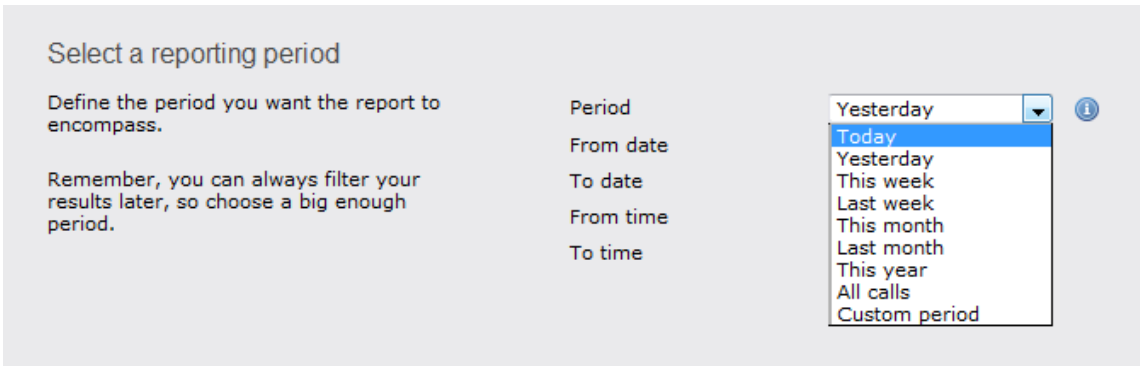 Select a reporting period
Define the period you want the report to
encompass.
Remember, you can always filter your
results later, so choose a big enough
period.
Period
From date
To date
From time
To time
Yesterday
Today
Yesterday
This week
Last week
This month
Last month
This year
All calls
Custom period